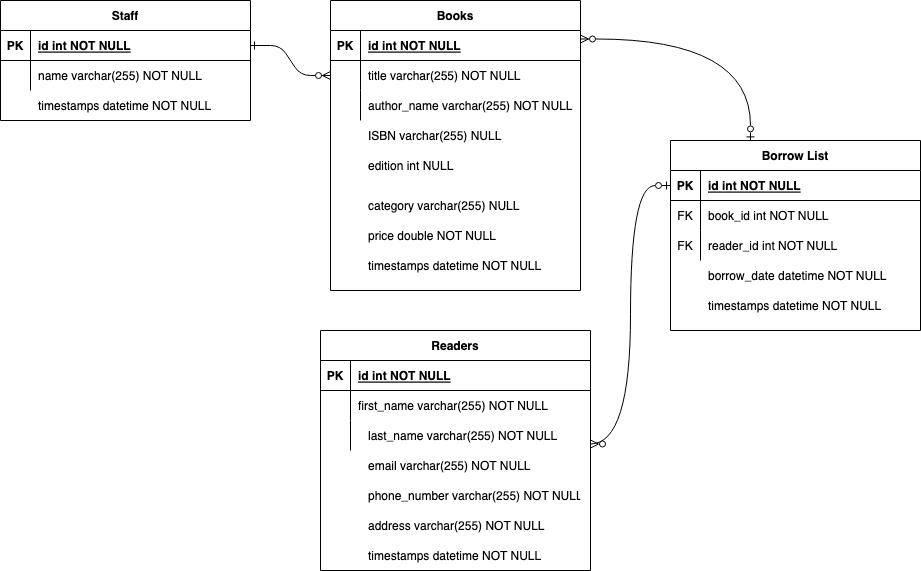 Staff
PK id int NOT NULL
name varchar(255) NOT NULL
timestamps datetime NOT NULL
Books
PK id int NOT NULL
title varchar(255) NOT NULL
author_name varchar(255) NOT NULL
ISBN varchar(255) NULL
edition int NULL
category varchar(255) NULL
price double NOT NULL
timestamps datetime NOT NULL
Borrow List
PK id int NOT NULL
FK book_id int NOT NULL
FK reader_id int NOT NULL
borrow_date datetime NOT NULL
timestamps datetime NOT NULL
Readers
PK id int NOT NULL
first_name varchar(255) NOT NULL
last_name varchar(255) NOT NULL
email varchar(255) NOT NULL
phone_number varchar(255) NOT NULL
address varchar(255) NOT NULL
timestamps datetime NOT NULL